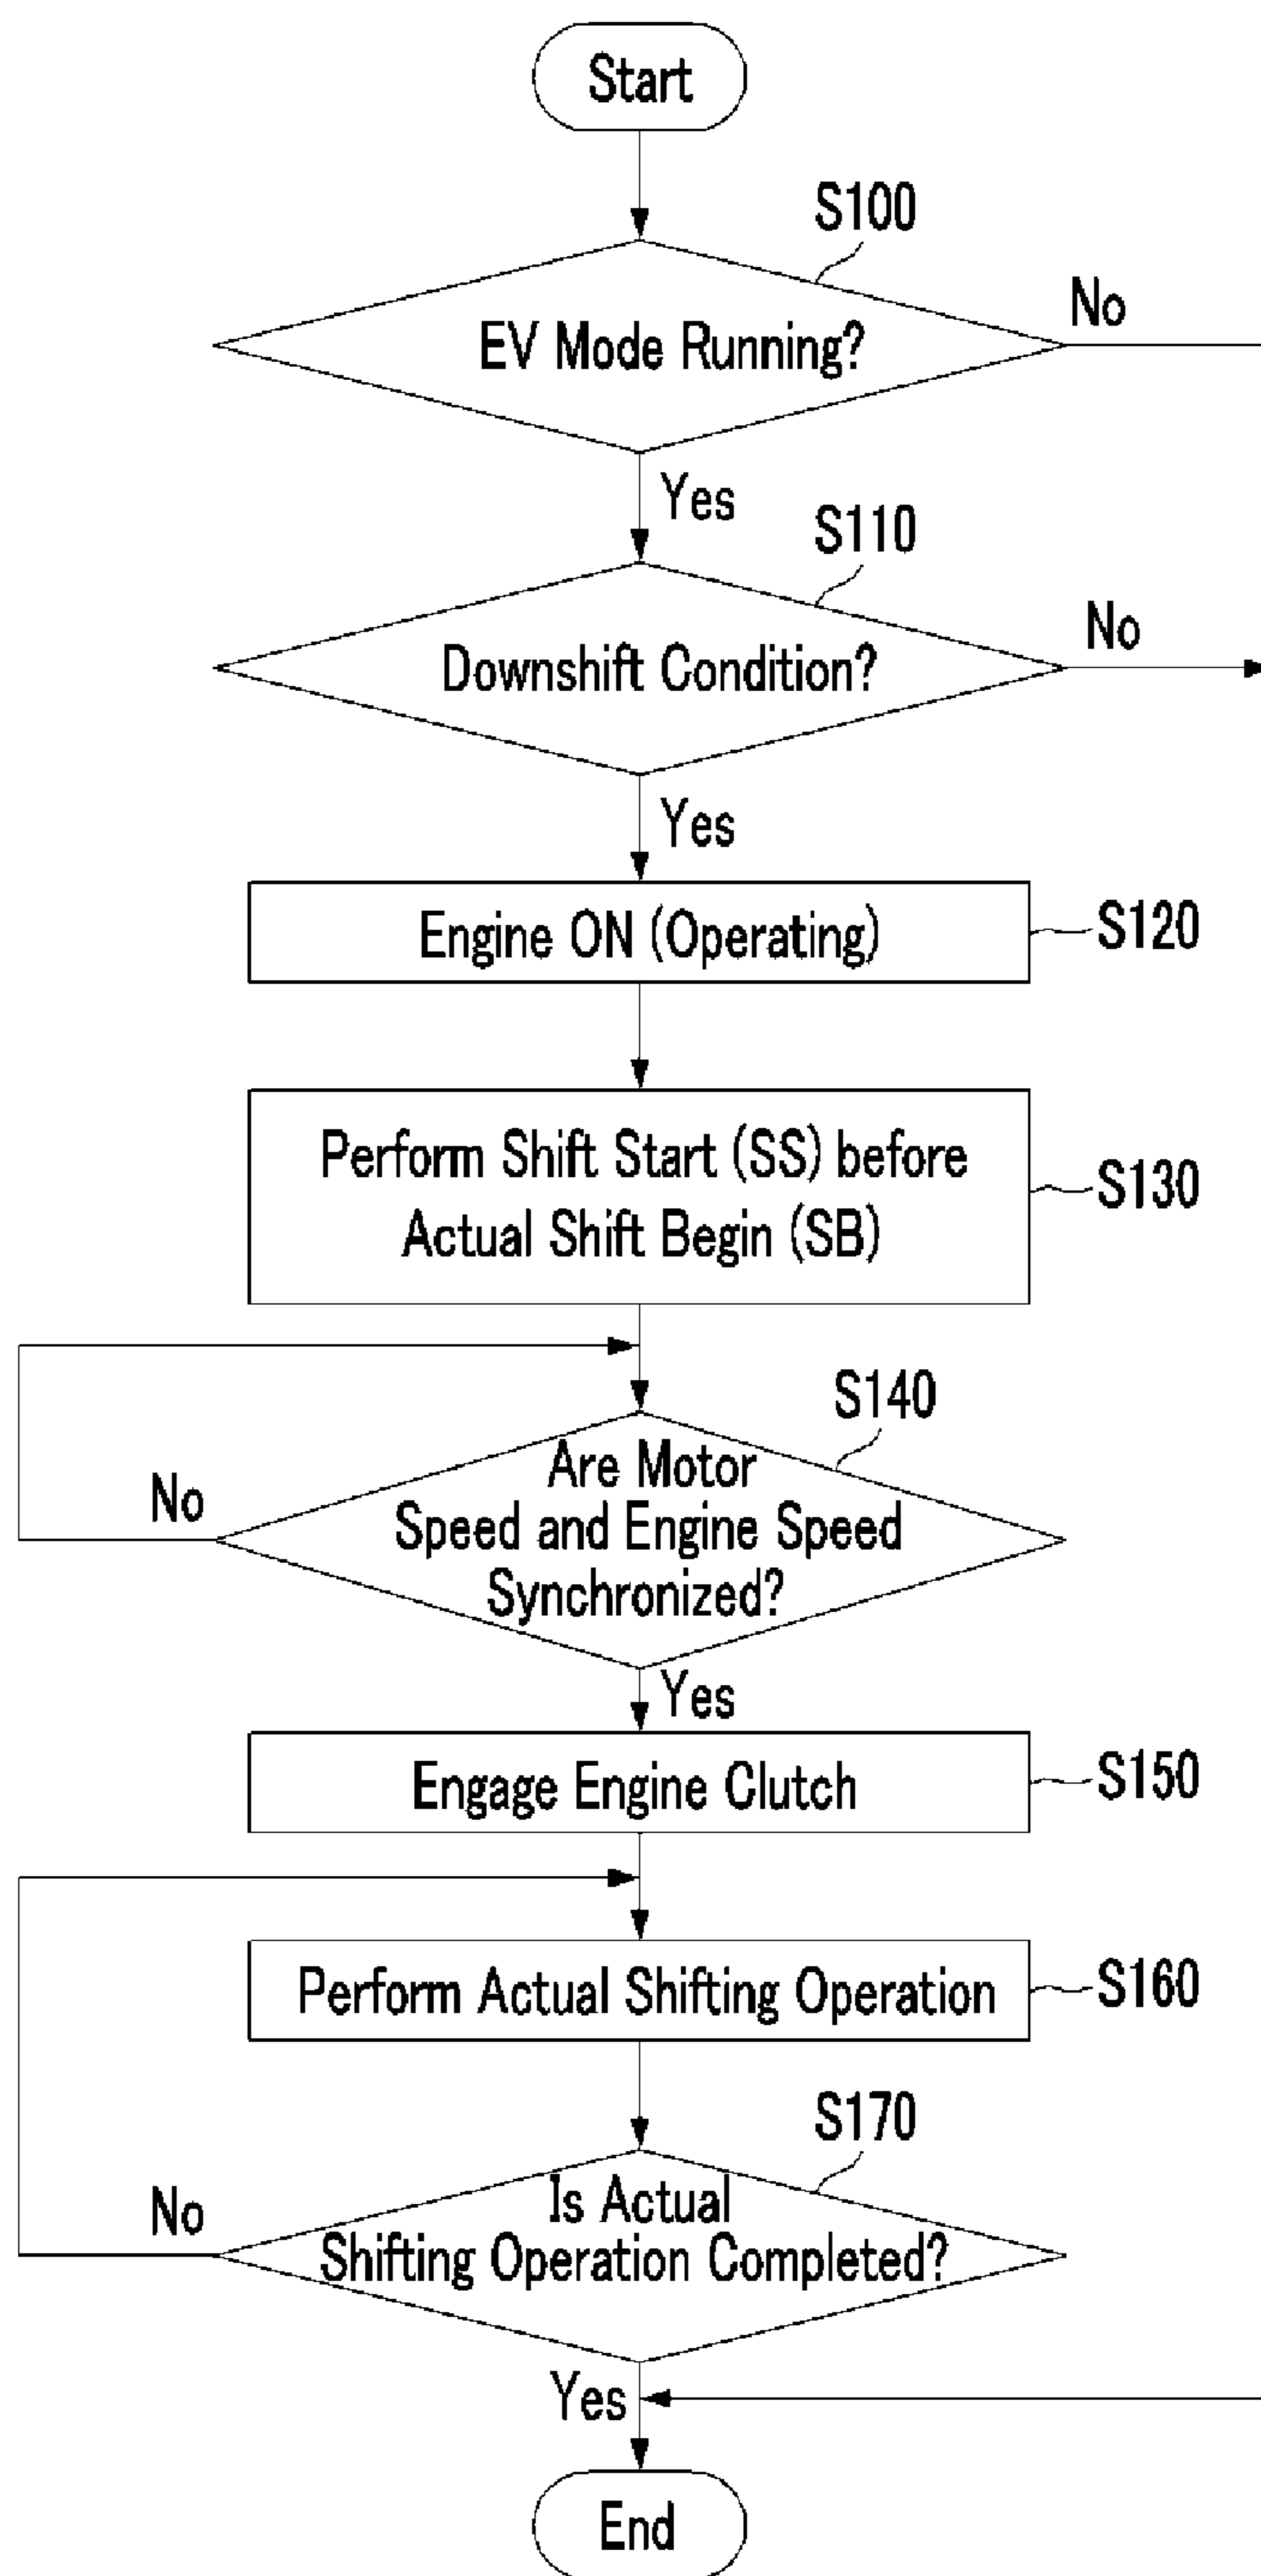 Start
S100
EV Mode Running?
No
Yes
S110
Downshift Condition?
No
Yes
Engine ON (Operating)
S120
Perform Shift Start (SS) before
Actual Shift Begin (SB)
S130
S140
Are Motor
Speed and Engine Speed
Synchronized?
No
Yes
Engage Engine Clutch
S150
Perform Actual Shifting Operation
S160
S170
Is Actual
Shifting Operation Completed?
No
Yes
End